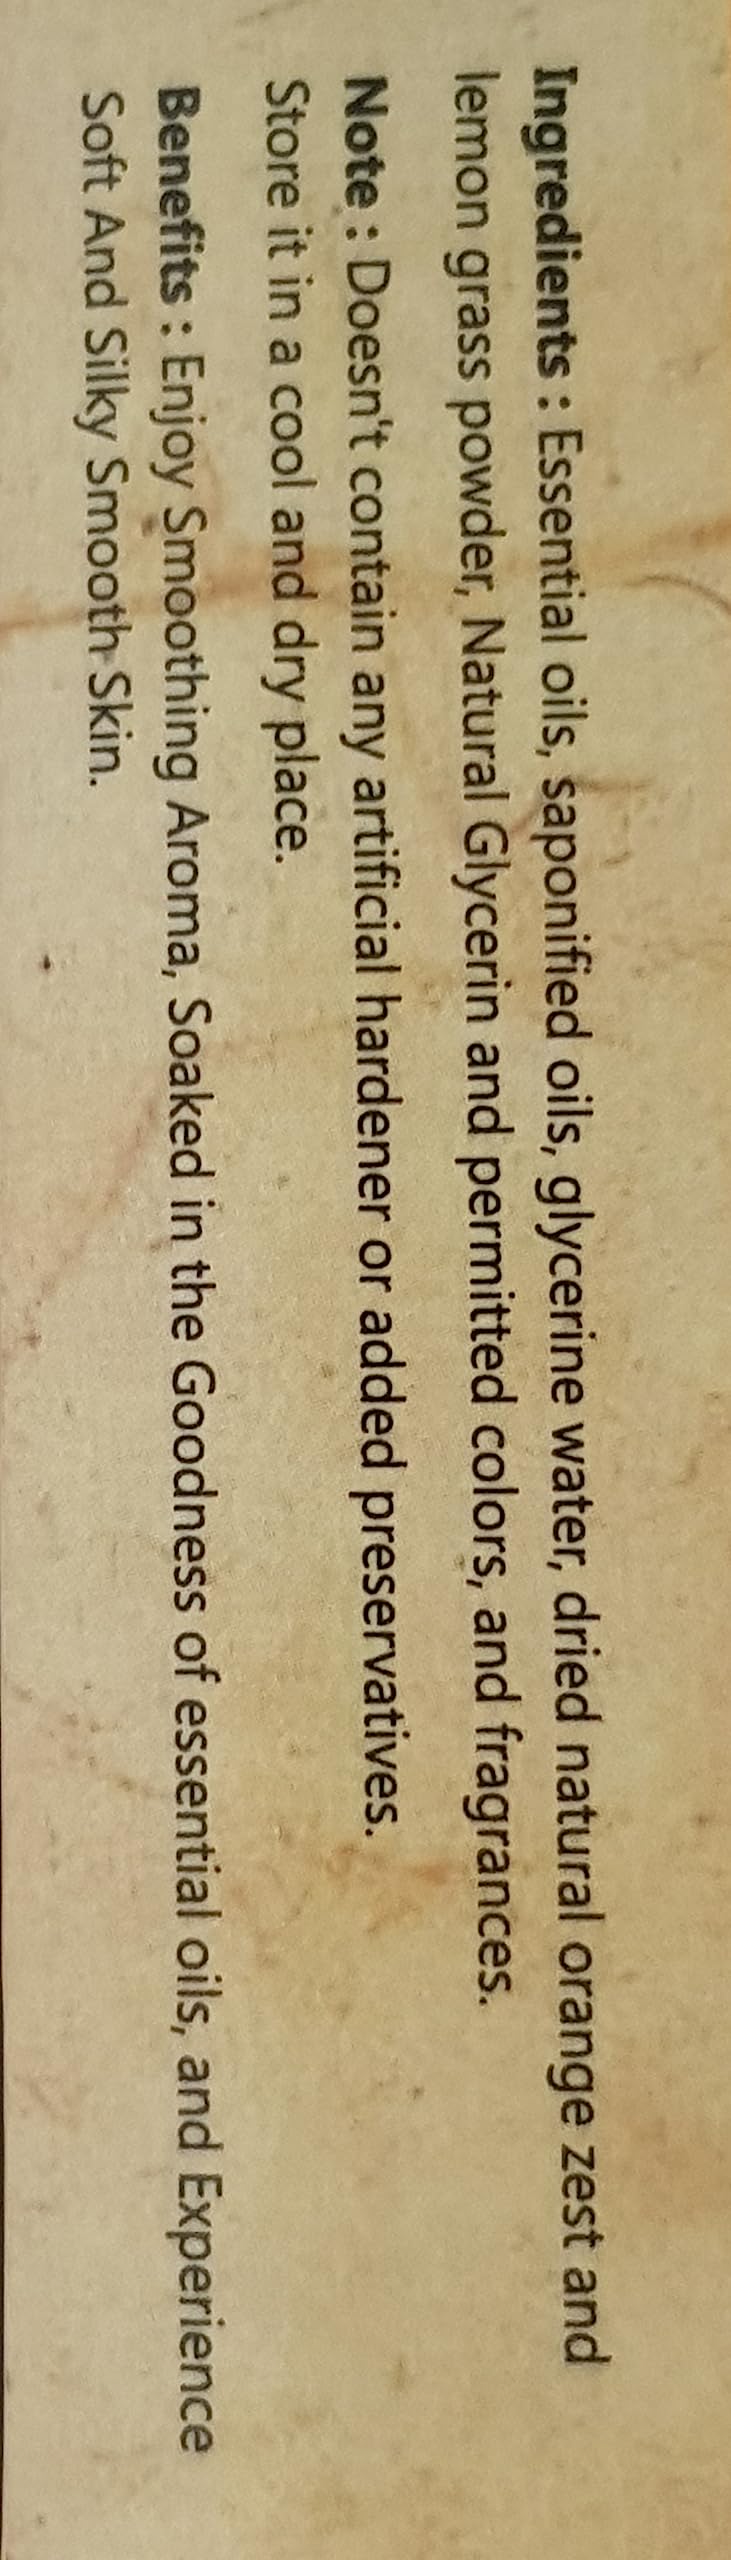 Ingredients : Essential oils, saponified oils, glycerine water, dried natural orange zest and
lemon grass powder, Natural Glycerin and permitted colors, and fragrances.
Note : Doesn't contain any artificial hardener or added preservatives.
Store it in a cool and dry place.
Benefits : Enjoy Smoothing Aroma, Soaked in the Goodness of essential oils, and Experience
Soft And Silky Smooth Skin.